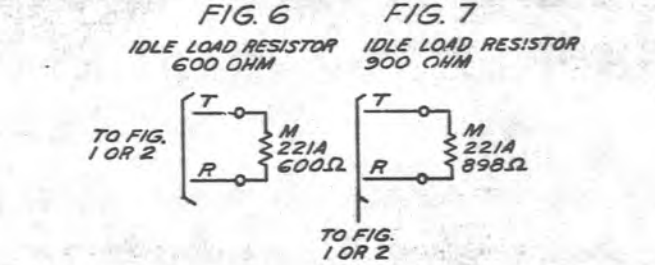 FIG. 6
IDLE LOAD RESISTOR
600 OHM
T
TO FIG.
1 OR 2
M
221A
600Ω
R
FIG. 7
IDLE LOAD RESISTOR
900 OHM
T
M
221A
898Ω
R
TO FIG.
1 OR 2